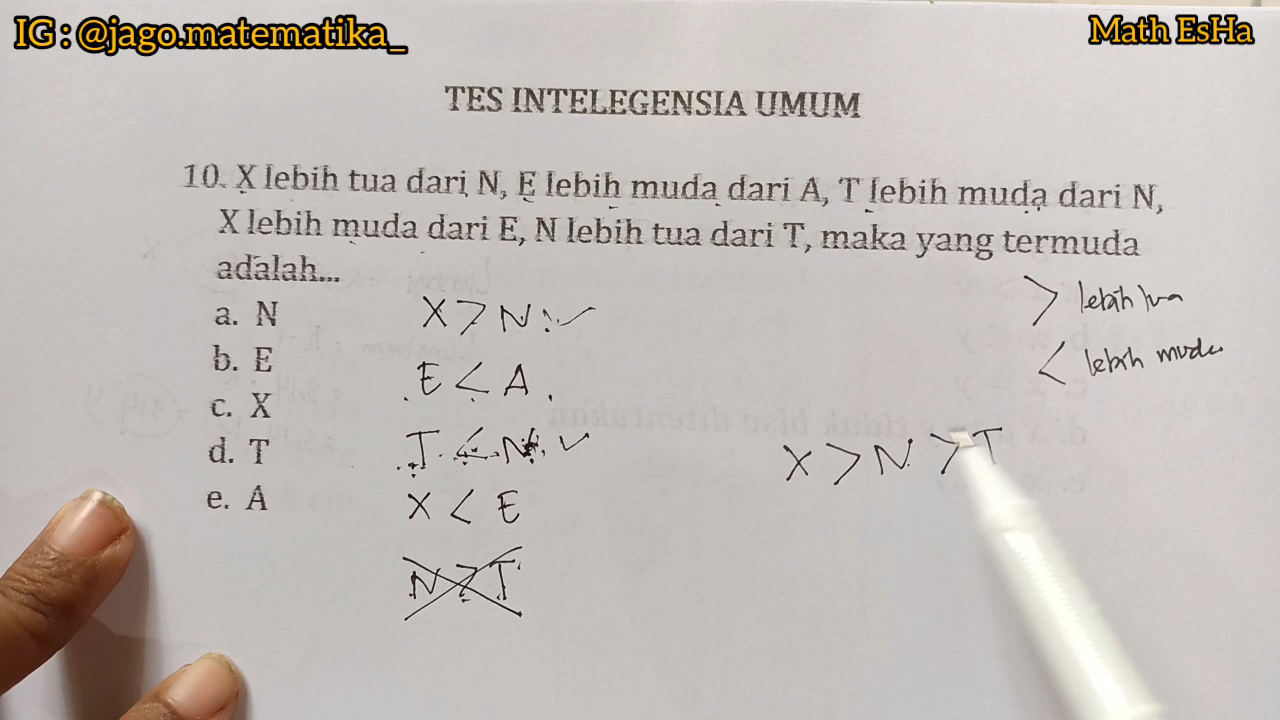 IG : @jago.matematika_
Math EsHa
TES INTELEGENSIA UMUM
10. X lebih tua dari N, E lebih muda dari A, T lebih muda dari N,
X lebih muda dari E, N lebih tua dari T, maka yang termuda
adalah...
a. N
b. E
c. X
d. T
e. A
X > N
E < A
T < N
X < E
N > T
> lebih tua
< lebih muda
X > N > T